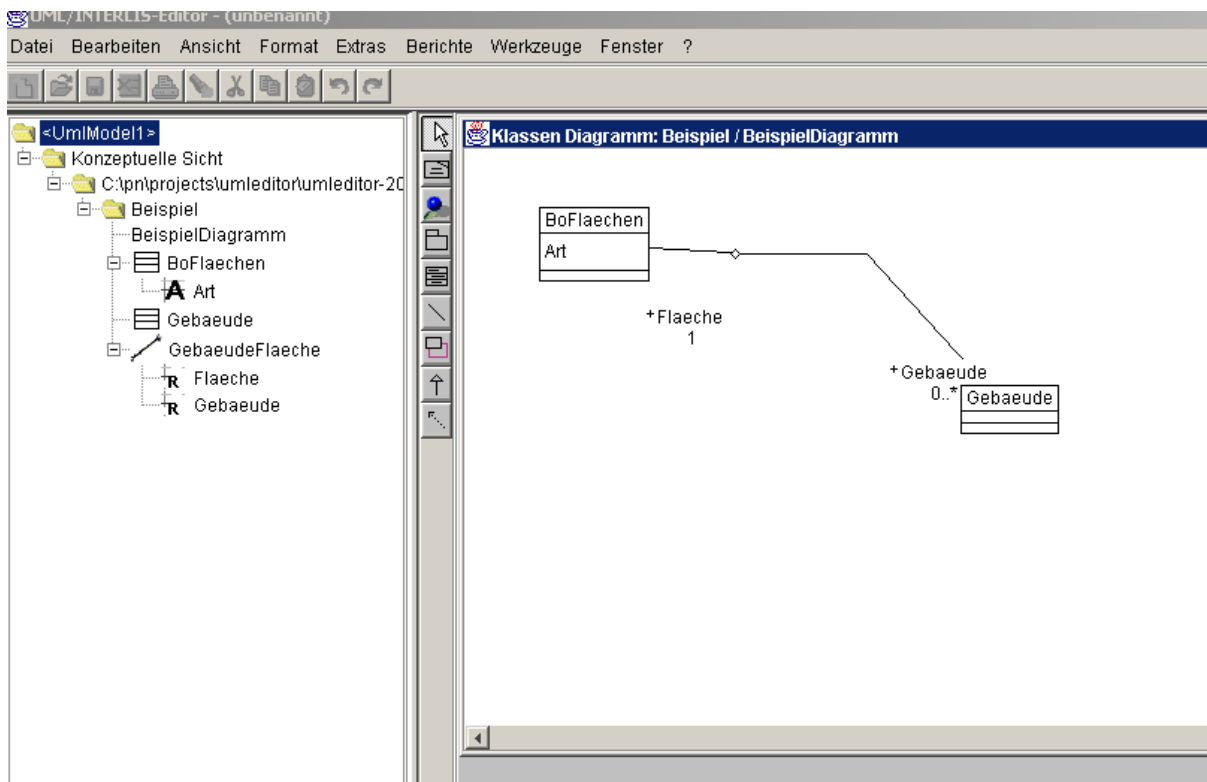 UML/INTERLIS-Editor - (unbenannt)
Datei Bearbeiten Ansicht Format Extras Berichte Werkzeuge Fenster ?
<UmlModel1>
Konzeptuelle Sicht
C:\pn\projects\umleditor\umleditor-20
Beispiel
BeispielDiagramm
BoFlaechen
A Art
Gebaeude
GebaeudeFlaeche
R Flaeche
R Gebaeude
Klassen Diagramm: Beispiel / BeispielDiagramm
BoFlaechen
Art
+Flaeche
1
+Gebaeude
0..*
Gebaeude